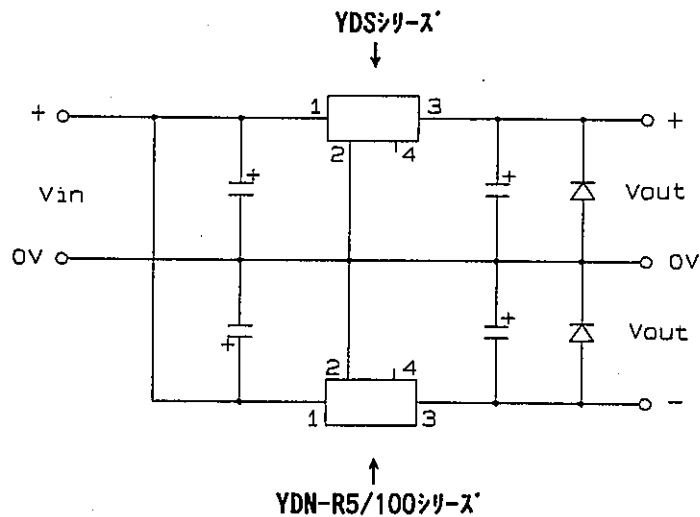 YDSｼﾘｰｽﾞ
↓
+ 1 3 +
2 4
+ +
Vin Vout
0V 0V
+ +
Vout
2 4
1 3 -
↑
YDN-R5/100ｼﾘｰｽﾞ